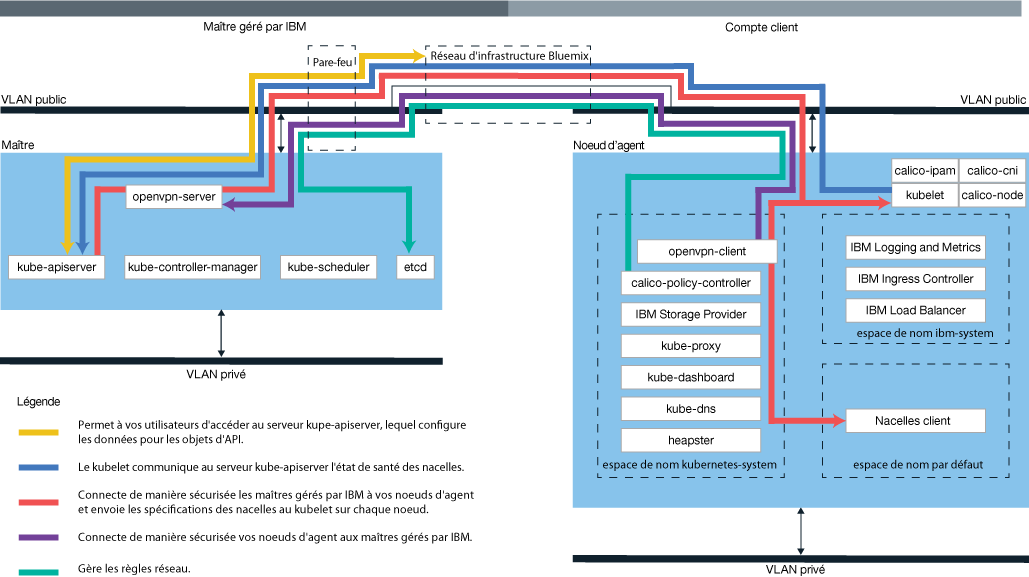 Maître géré par IBM
Compte client
Pare-feu
Réseau d'infrastructure Bluemix
VLAN public
VLAN public
Maître
openvpn-server
kube-apiserver
kube-controller-manager
kube-scheduler
etcd
VLAN privé
Noeud d'agent
calico-ipam
calico-cni
kubelet
calico-node
openvpn-client
calico-policy-controller
IBM Storage Provider
kube-proxy
kube-dashboard
kube-dns
heapster
espace de nom kubernetes-system
IBM Logging and Metrics
IBM Ingress Controller
IBM Load Balancer
espace de nom ibm-system
Nacelles client
espace de nom par défaut
VLAN privé
Légende
Permet à vos utilisateurs d'accéder au serveur kupe-apiserver, lequel configure
les données pour les objets d'API.
Le kubelet communique au serveur kube-apiserver l'état de santé des nacelles.
Connecte de manière sécurisée les maîtres gérés par IBM à vos noeuds d'agent
et envoie les spécifications des nacelles au kubelet sur chaque noeud.
Connecte de manière sécurisée vos noeuds d'agent aux maîtres gérés par IBM.
Gère les règles réseau.